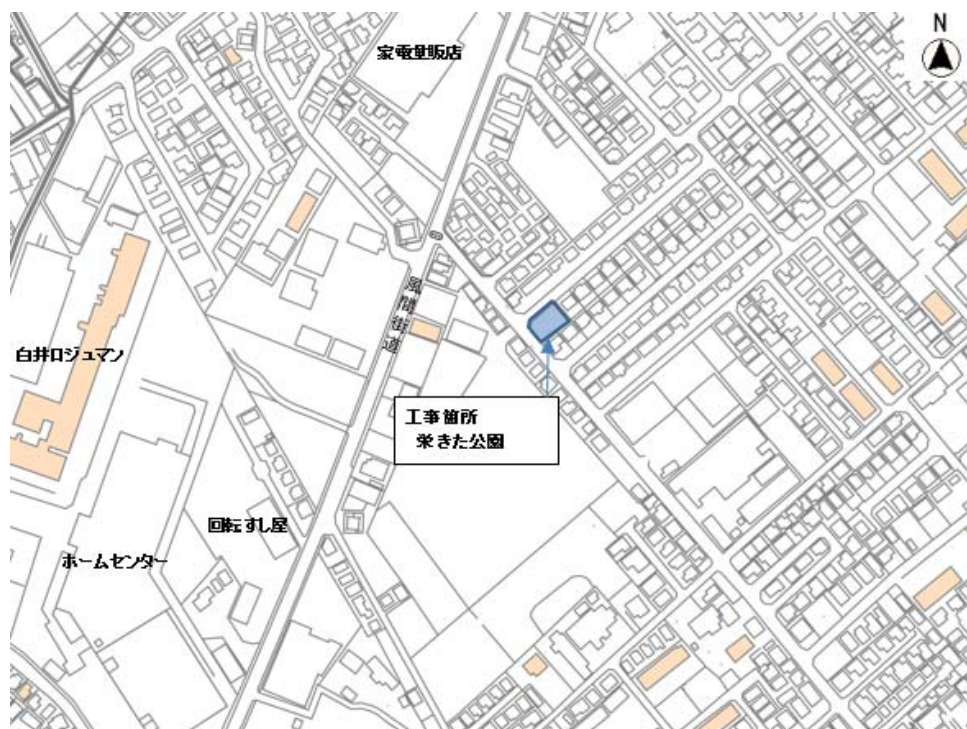 家電量販店
N
風間街道
白井ロジュマン
工事箇所
栄きた公園
回転すし屋
ホームセンター